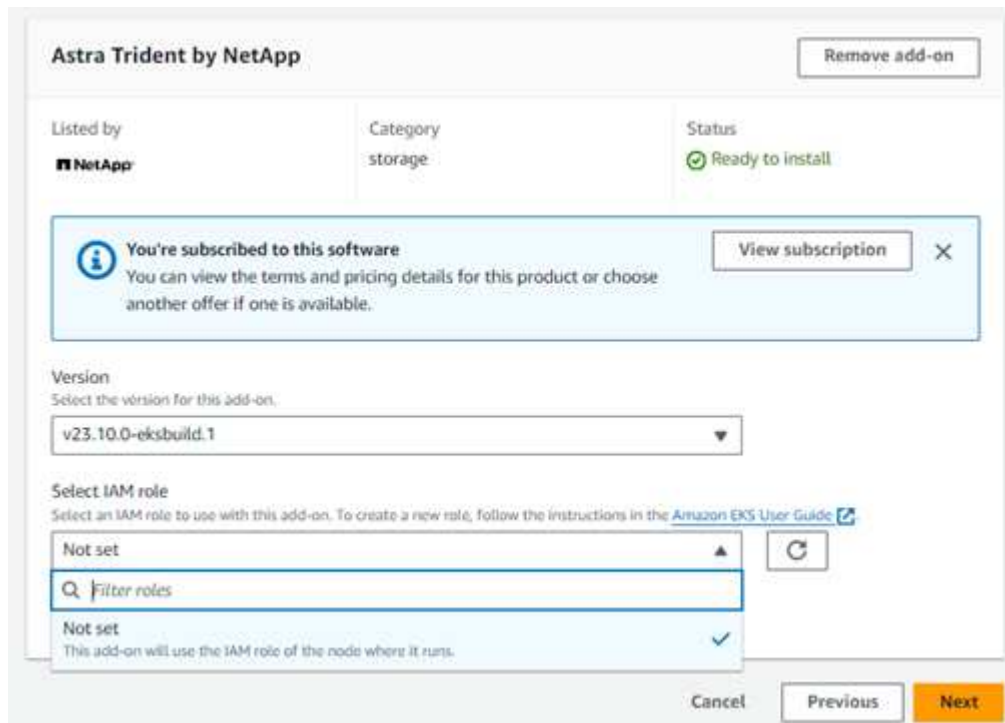 Astra Trident by NetApp
Remove add-on
Listed by
Category
Status
NetApp
storage
Ready to install
You're subscribed to this software
View subscription
You can view the terms and pricing details for this product or choose
another offer if one is available.
Version
Select the version for this add-on.
v23.10.0-eksbuild.1
Select IAM role
Select an IAM role to use with this add-on. To create a new role, follow the instructions in the Amazon EKS User Guide.
Not set
Filter roles
Not set
This add-on will use the IAM role of the node where it runs.
Cancel
Previous
Next